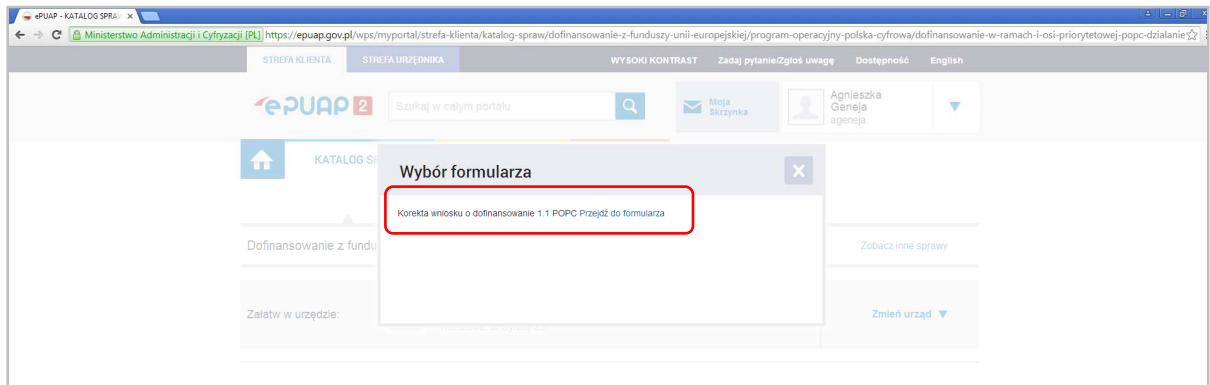 ePUAP - KATALOG SPRA
Ministerstwo Administracji i Cyfryzacji [PL] https://epuap.gov.pl/wps/myportal/strefa-klienta/katalog-spraw/dofinansowanie-z-funduszy-unii-europejskiej/program-operacyjny-polska-cyfrowa/dofinansowanie-w-ramach-i-osi-priorytetowej-popc-dzialanie
STREFA KLIENTA STREFA URZĘDNIKA WYSOKI KONTRAST Zadaj pytanie/Zgłoś uwagę Dostępność English
ePUAP 2 Szukaj w całym portalu Moja Skrzynka
Agnieszka
Geneja
ageneja
KATALOG SP
Wybór formularza
Korekta wniosku o dofinansowanie 1.1 POPC Przejdź do formularza
Dofinansowanie z fundu Zobacz inne sprawy
Załatw w urzędzie: Zmień urząd